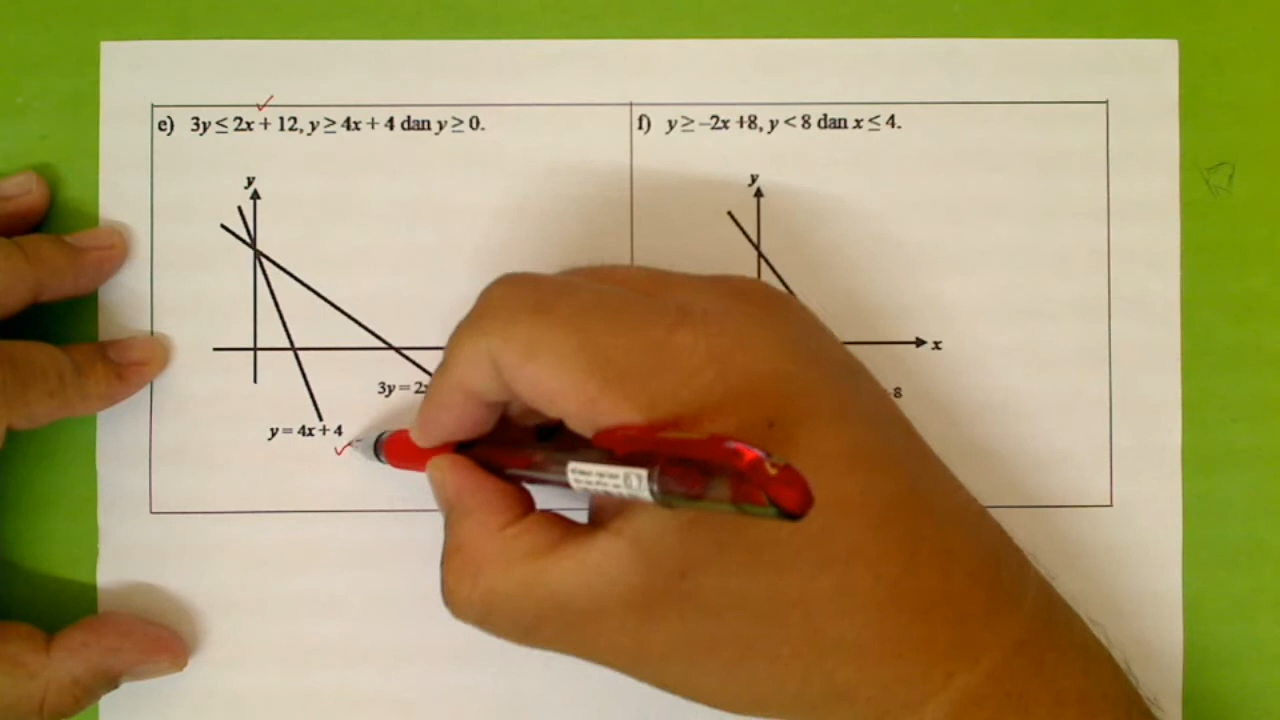 e) 3y ≤ 2x + 12, y ≥ 4x + 4 dan y ≥ 0.
f) y ≥ –2x +8, y < 8 dan x ≤ 4.
y
y
x
3y = 2
8
y = 4x + 4